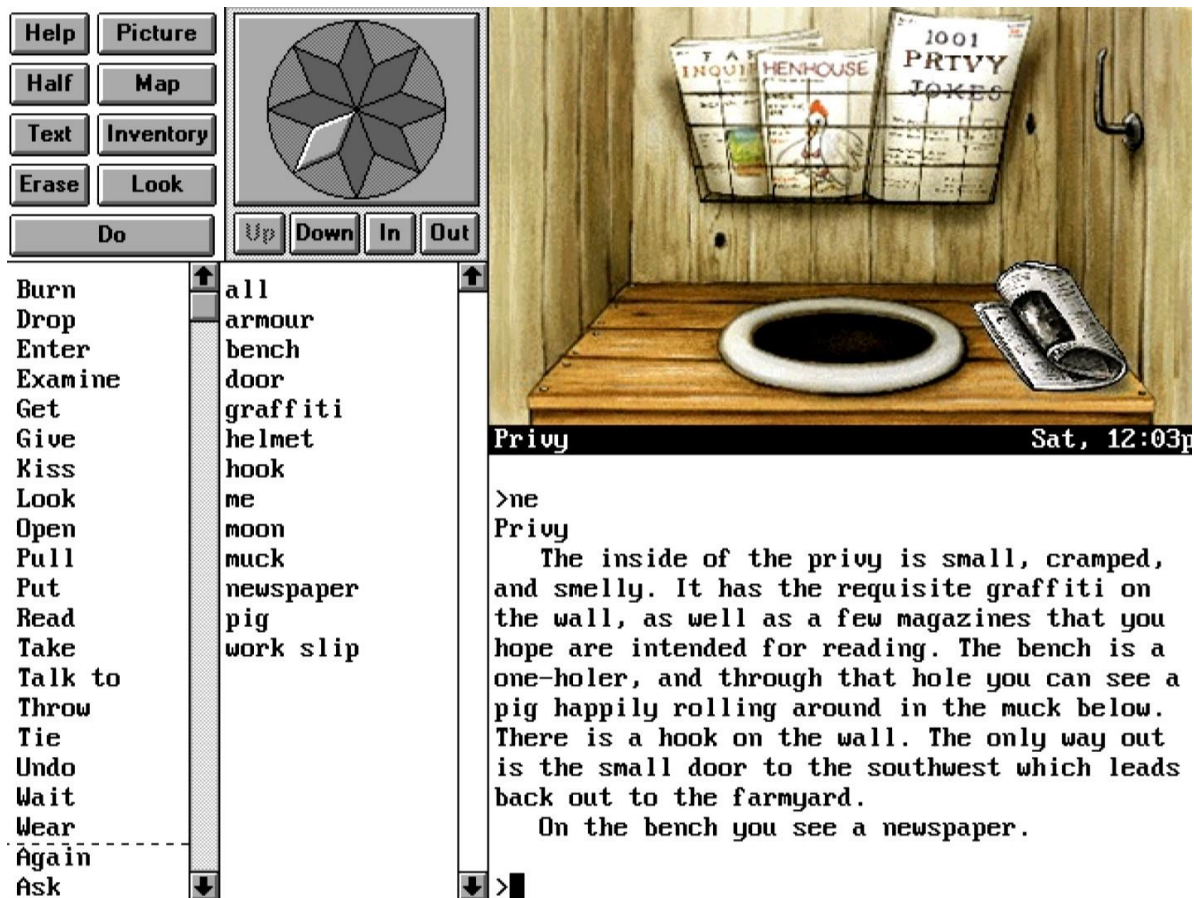 Help Picture
Half Map
Text Inventory
Erase Look
Do
Up Down In Out
Burn
Drop
Enter
Examine
Get
Give
Kiss
Look
Open
Pull
Put
Read
Take
Talk to
Throw
Tie
Undo
Wait
Wear
Again
Ask
all
armour
bench
door
graffiti
helmet
hook
me
moon
muck
newspaper
pig
work slip
HENHOUSE
1001
PRIVY
JOKES
Privy Sat, 12:03p
>ne
Privy
The inside of the privy is small, cramped,
and smelly. It has the requisite graffiti on
the wall, as well as a few magazines that you
hope are intended for reading. The bench is a
one-holer, and through that hole you can see a
pig happily rolling around in the muck below.
There is a hook on the wall. The only way out
is the small door to the southwest which leads
back out to the farmyard.
On the bench you see a newspaper.
>